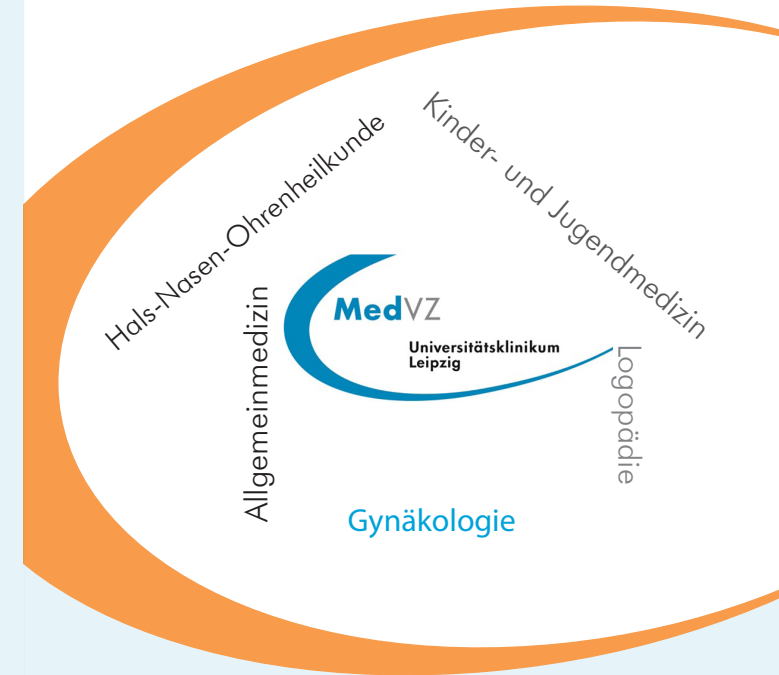 Hals-Nasen-Ohrenheilkunde
Kinder- und Jugendmedizin
Allgemeinmedizin
MedVZ
Universitätsklinikum
Leipzig
Logopädie
Gynäkologie